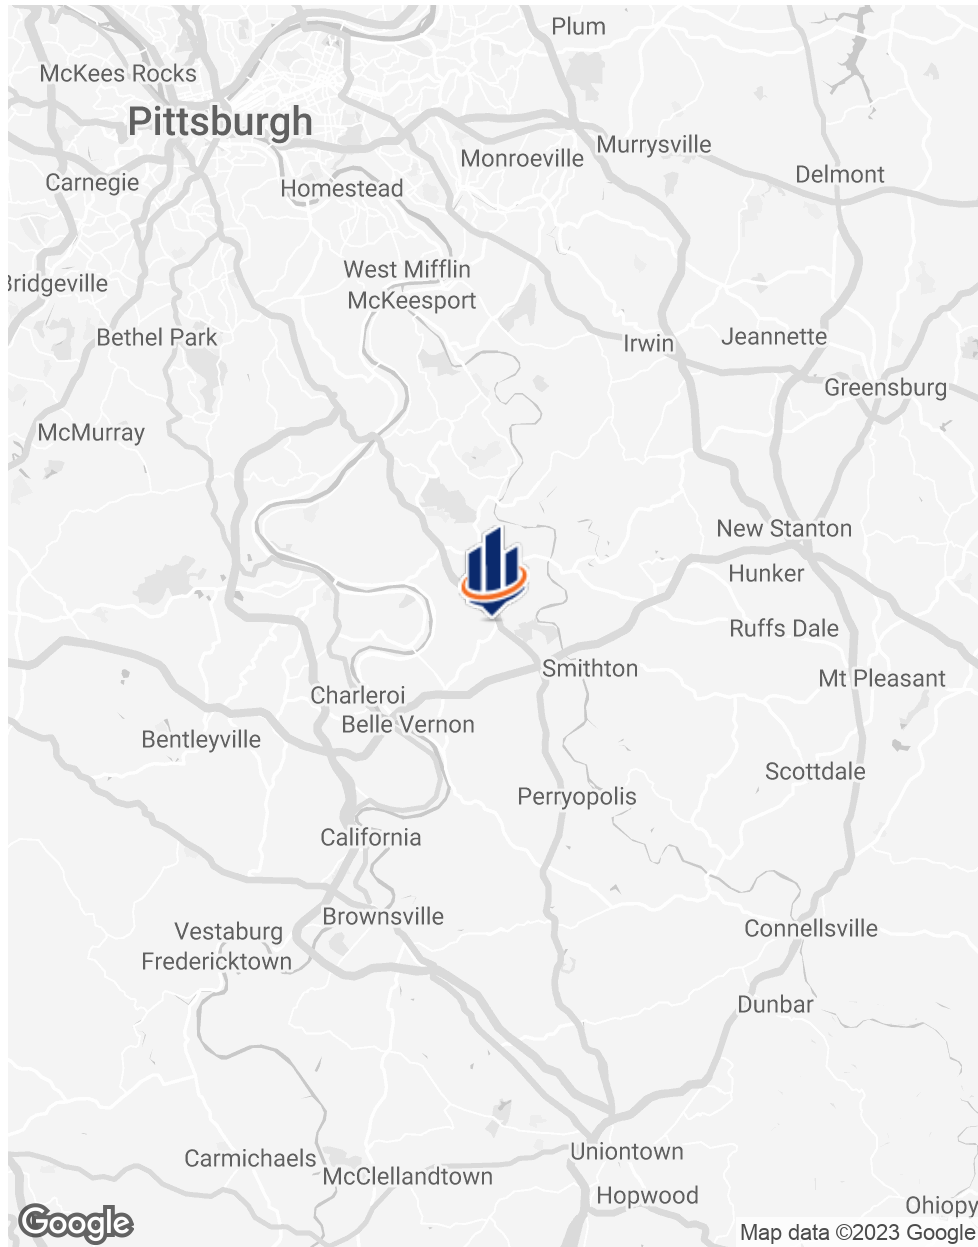 Plum
McKees Rocks
Pittsburgh
Murrysville
Monroeville
Delmont
Carnegie
Homestead
West Mifflin
Bridgeville
McKeesport
Bethel Park
Jeannette
Irwin
Greensburg
McMurray
New Stanton
Hunker
Ruffs Dale
Smithton
Mt Pleasant
Charleroi
Belle Vernon
Bentleyville
Scottdale
Perryopolis
California
Brownsville
Connellsville
Vestaburg
Fredericktown
Dunbar
Uniontown
Carmichaels
McClellandtown
Hopwood
Ohiopy
Google
Map data ©2023 Google